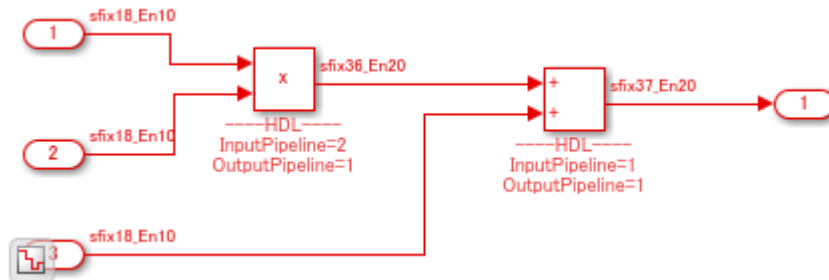 1
sfix18_En10
x
sfix36_En20
----HDL----
InputPipeline=2
OutputPipeline=1
2
sfix18_En10
3
sfix18_En10
+
+
sfix37_En20
----HDL----
InputPipeline=1
OutputPipeline=1
1